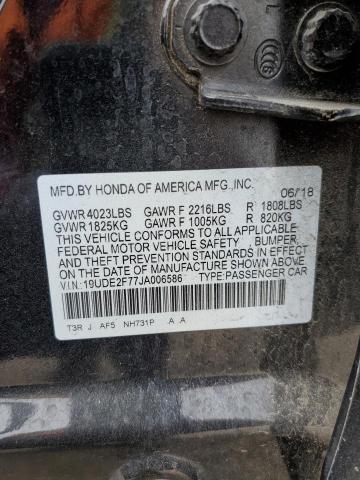 L
MFD.BY HONDA OF AMERICA MFG.,INC. 06/18
GVWR 4023LBS GAWR F 2216LBS R 1808LBS
GVWR 1825KG GAWR F 1005KG R 820KG
THIS VEHICLE CONFORMS TO ALL APPLICABLE
FEDERAL MOTOR VEHICLE SAFETY, BUMPER,
AND THEFT PREVENTION STANDARDS IN EFFECT ON
THE DATE OF MANUFACTURE SHOWN ABOVE.
V.I.N: 19UDE2F77JA006586 TYPE PASSENGER CAR
T3R J AF5 NH731P A A